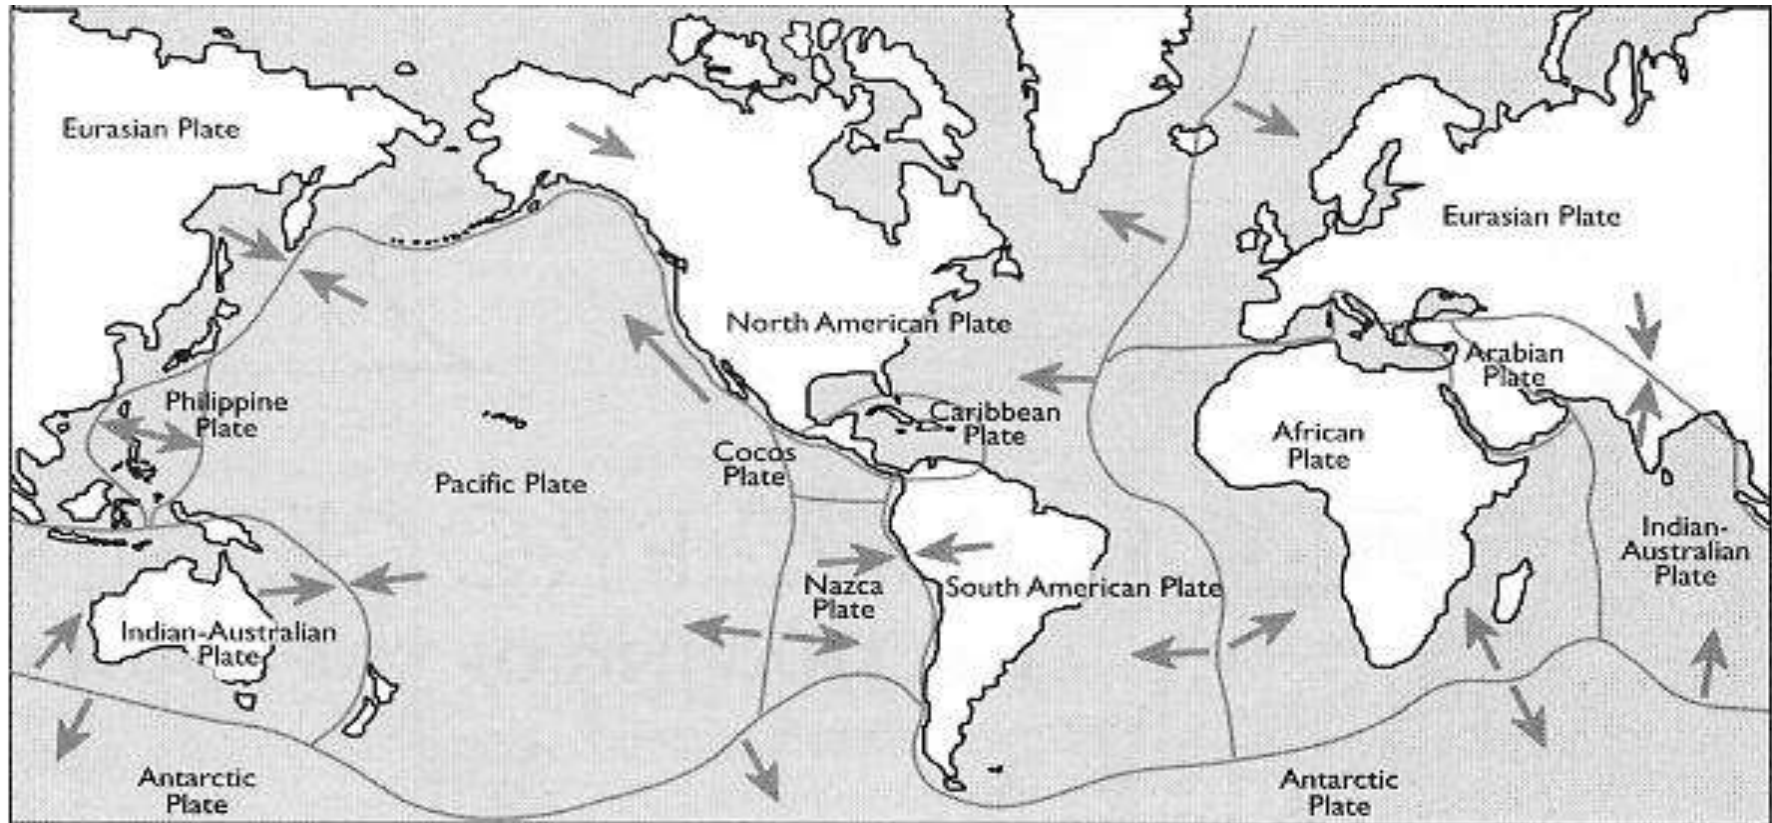 Eurasian Plate
Eurasian Plate
North American Plate
Arabian
Plate
Philippine
Plate
Caribbean
Plate
African
Plate
Cocos
Plate
Pacific Plate
Indian-
Australian
Plate
Nazca
Plate
South American Plate
Indian-Australian
Plate
Antarctic
Plate
Antarctic
Plate